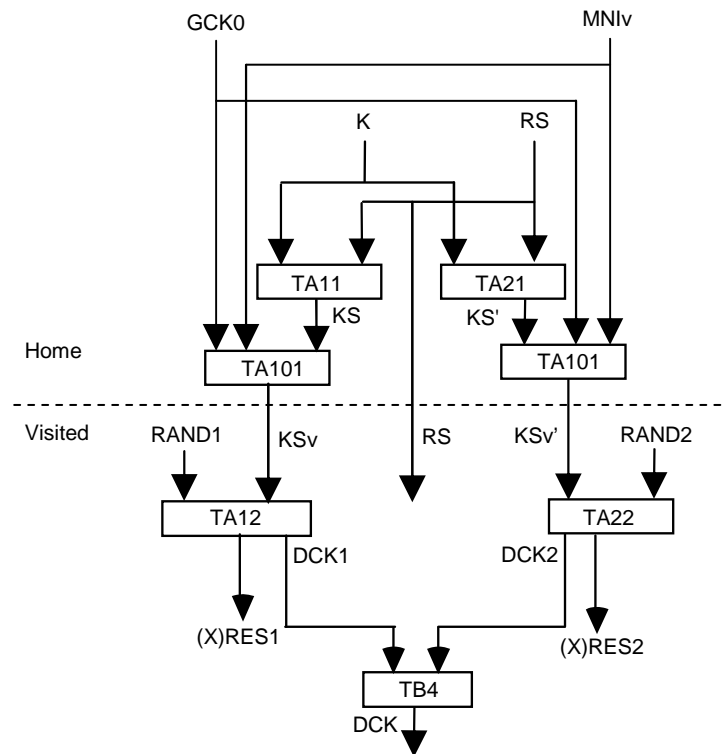 GCK0
MNIv
K
RS
TA11
TA21
KS
KS'
Home
TA101
TA101
Visited
RAND1
KSv
RS
KSv’
RAND2
TA12
TA22
DCK1
DCK2
(X)RES1
(X)RES2
TB4
DCK